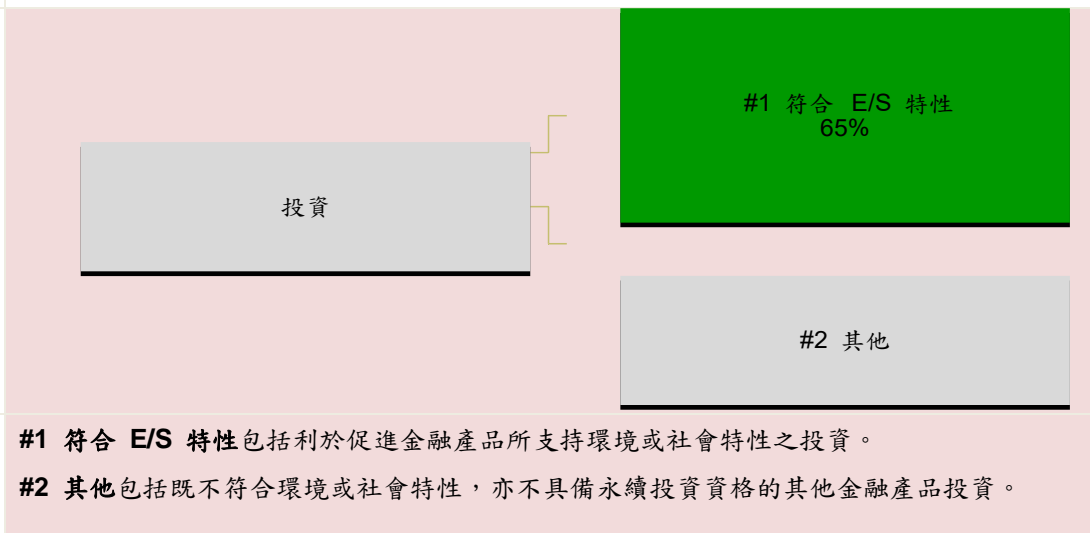 #1 符合 E/S 特性
65%
投資
#2 其他
#1 符合 E/S 特性包括利於促進金融產品所支持環境或社會特性之投資。
#2 其他包括既不符合環境或社會特性，亦不具備永續投資資格的其他金融產品投資。